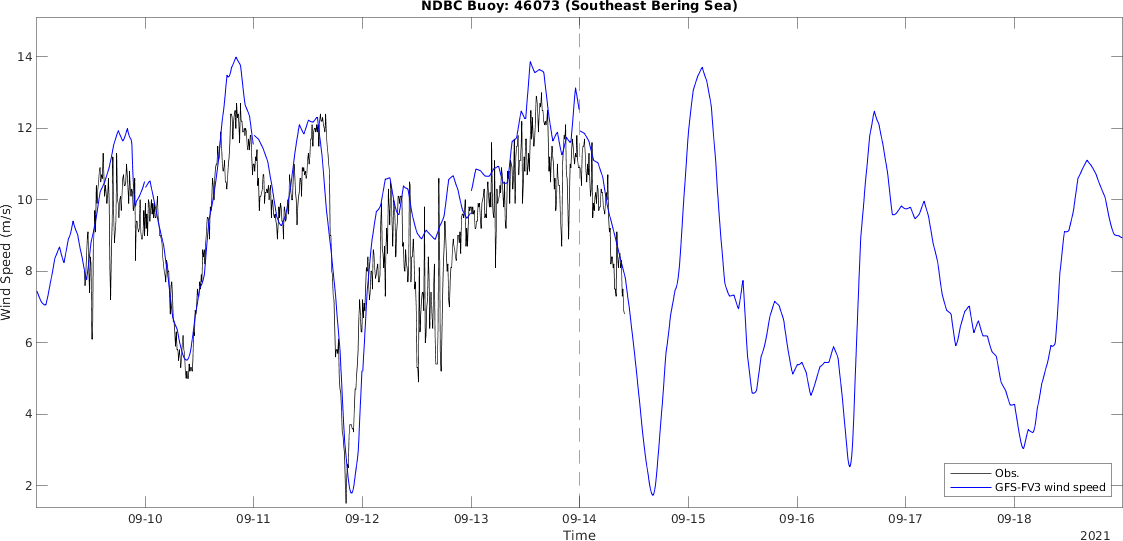 NDBC Buoy: 46073 (Southeast Bering Sea)
Wind Speed (m/s)
14
12
10
8
6
4
2
Obs.
GFS-FV3 wind speed
09-10 09-11 09-12 09-13 09-14 09-15 09-16 09-17 09-18
Time
2021